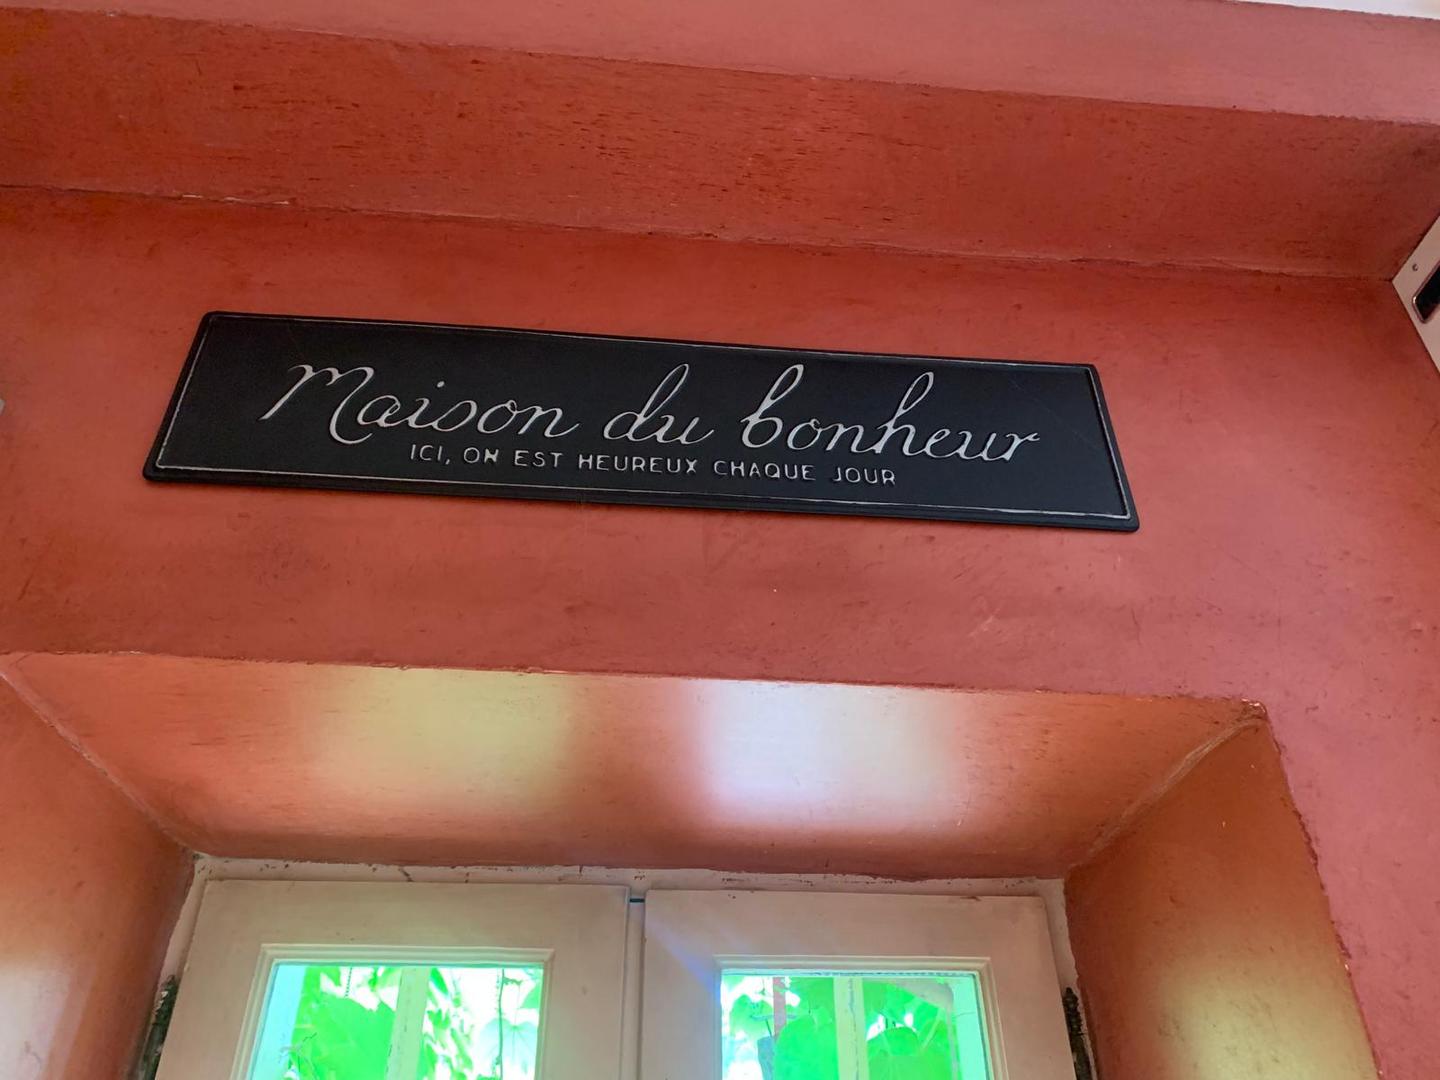 Maison du bonheur
ICI, ON EST HEUREUX CHAQUE JOUR